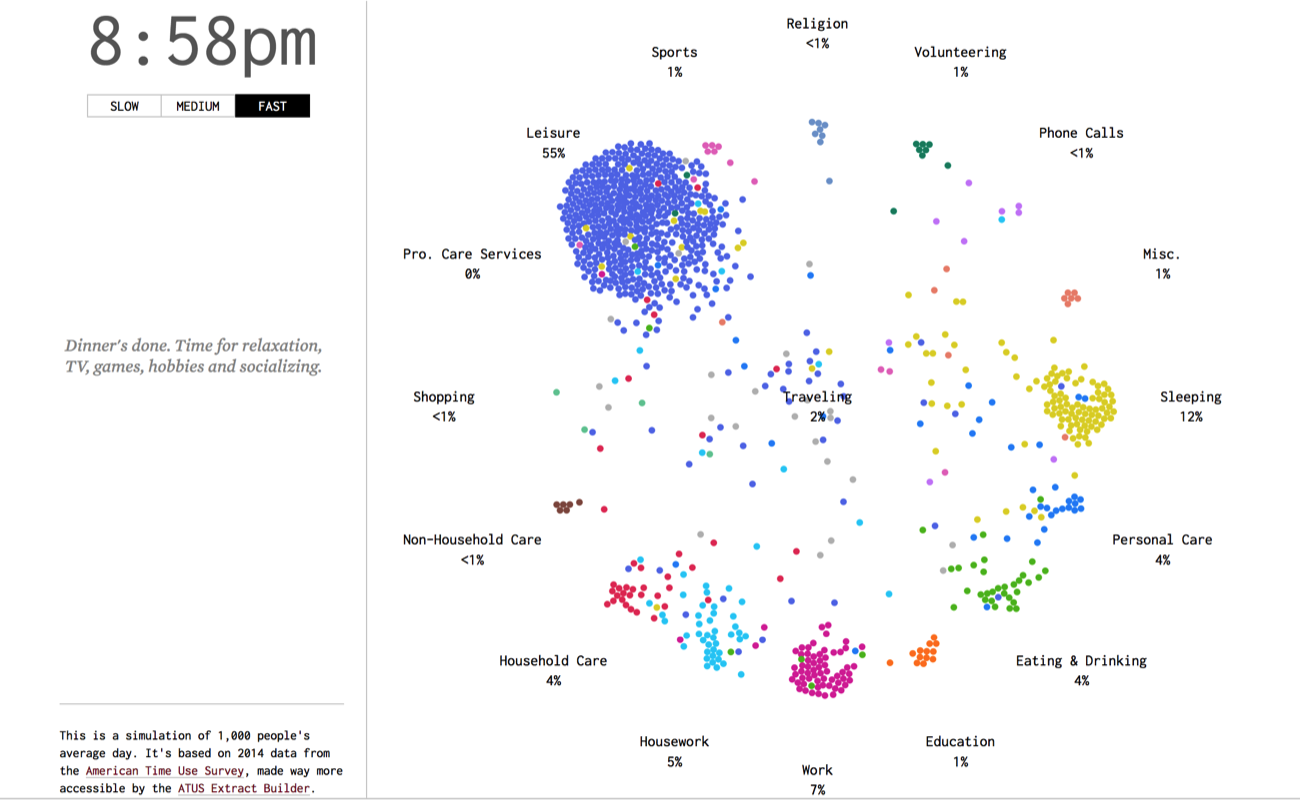 8:58pm
SLOW MEDIUM FAST
Dinner's done. Time for relaxation,
TV, games, hobbies and socializing.
This is a simulation of 1,000 people's
average day. It's based on 2014 data from
the American Time Use Survey, made way more
accessible by the ATUS Extract Builder.
Religion
<1%
Sports
1%
Volunteering
1%
Leisure
55%
Phone Calls
<1%
Pro. Care Services
0%
Misc.
1%
Shopping
<1%
Traveling
2%
Sleeping
12%
Non-Household Care
<1%
Personal Care
4%
Household Care
4%
Eating & Drinking
4%
Housework
5%
Education
1%
Work
7%